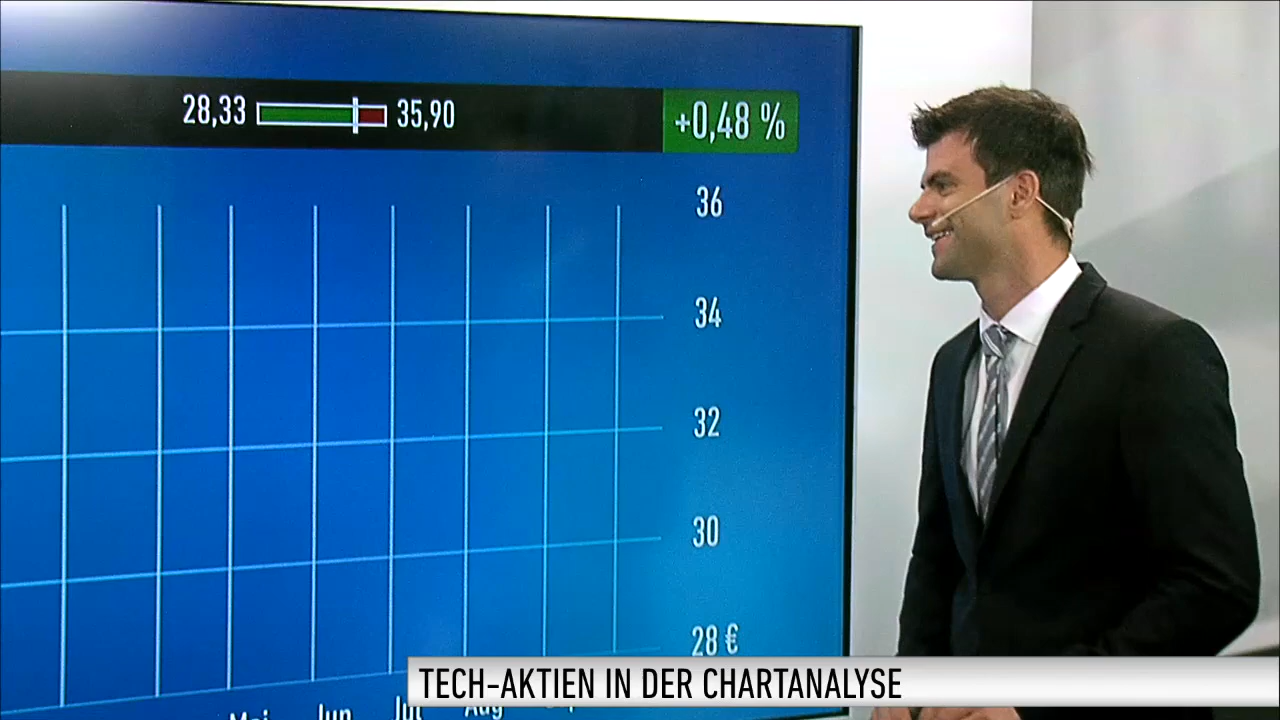 28,33 35,90 +0,48 %
36
34
32
30
28 €
Mai Jun Jul Aug
TECH-AKTIEN IN DER CHARTANALYSE